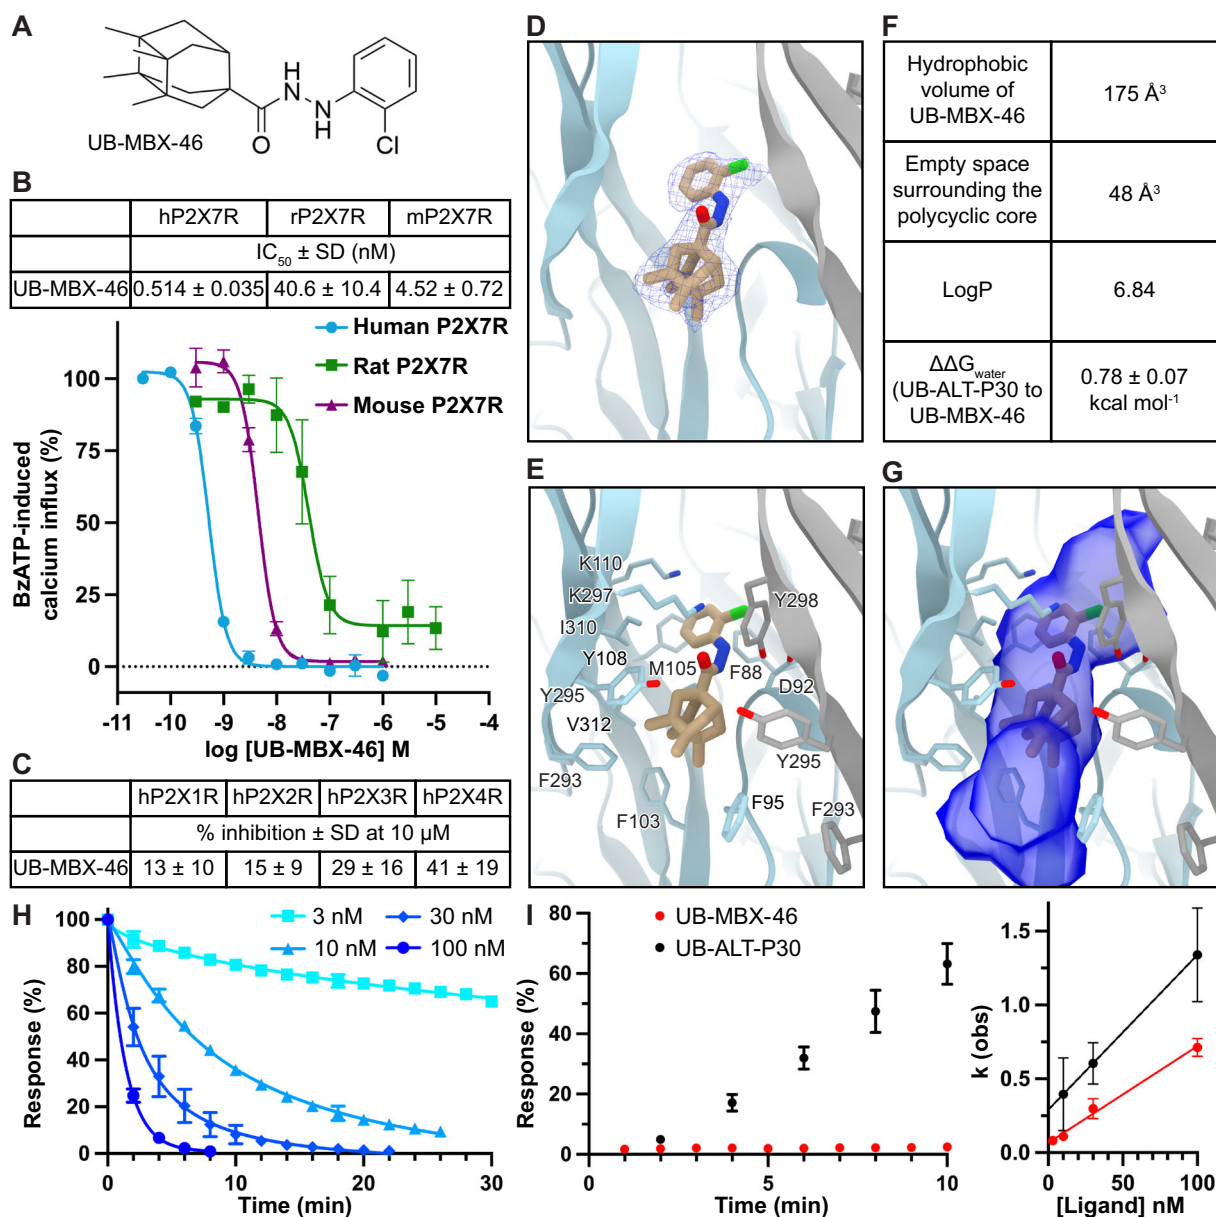 A
H
N
N
H
O
Cl
UB-MBX-46
B
hP2X7R rP2X7R mP2X7R
IC50 ± SD (nM)
UB-MBX-46 0.514 ± 0.035 40.6 ± 10.4 4.52 ± 0.72
Human P2X7R
Rat P2X7R
Mouse P2X7R
BzATP-induced
calcium influx (%)
100
75
50
25
0
-11 -10 -9 -8 -7 -6 -5 -4
log [UB-MBX-46] M
C
hP2X1R hP2X2R hP2X3R hP2X4R
% inhibition ± SD at 10 µM
UB-MBX-46 13 ± 10 15 ± 9 29 ± 16 41 ± 19
D
E
K110
K297
I310
Y108
Y295
V312
F293
F103
M105
F88
Y298
D92
Y295
F95
F293
F
Hydrophobic
volume of
UB-MBX-46
175 Å³
Empty space
surrounding the
polycyclic core
48 Å³
LogP
6.84
ΔΔGwater
(UB-ALT-P30 to
UB-MBX-46
0.78 ± 0.07
kcal mol⁻¹
G
H
3 nM
10 nM
30 nM
100 nM
Response (%)
100
80
60
40
20
0
0 10 20 30
Time (min)
I
UB-MBX-46
UB-ALT-P30
Response (%)
80
60
40
20
0
5 10
Time (min)
k (obs)
1.5
1.0
0.5
0.0
0 50 100
[Ligand] nM